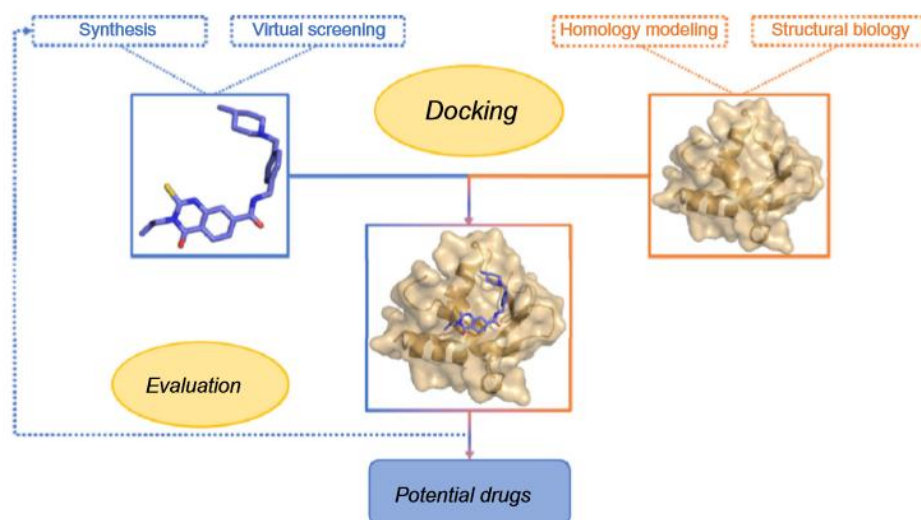 Synthesis
Virtual screening
Homology modeling
Structural biology
Docking
Evaluation
Potential drugs